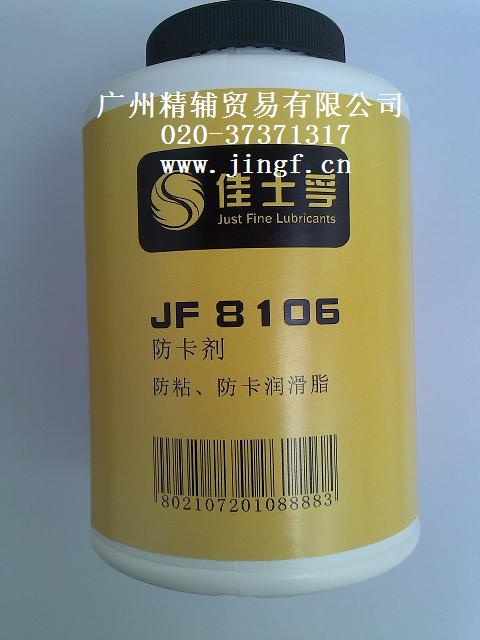 广州精辅贸易有限公司
020-37371317
www.jingf.cn
佳士孚
Just Fine Lubricants
JF 8106
防卡剂
防粘、防卡润滑脂
802107201088883